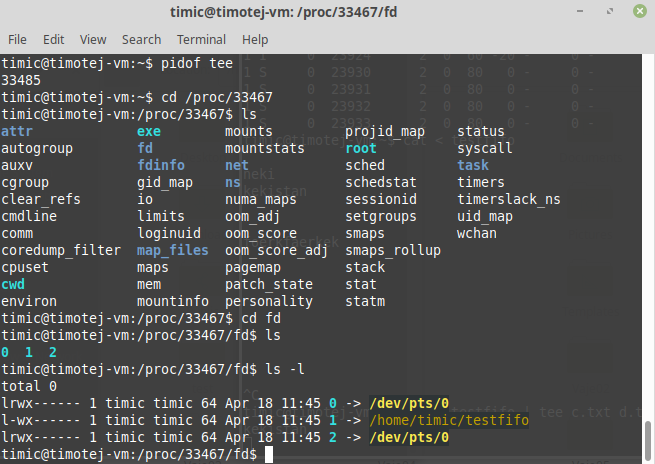 timic@timotej-vm: /proc/33467/fd
File Edit View Search Terminal Help
timic@timotej-vm:~$ pidof tee
33485
timic@timotej-vm:~$ cd /proc/33467
timic@timotej-vm:/proc/33467$ ls
attr exe mounts projid_map status
autogroup fd mountstats root syscall
auxv fdinfo net sched task
cgroup gid_map ns schedstat timers
clear_refs io numa_maps sessionid timerslack_ns
cmdline limits oom_adj setgroups uid_map
comm loginuid oom_score smaps wchan
coredump_filter map_files oom_score_adj smaps_rollup
cpuset maps pagemap stack
cwd mem patch_state stat
environ mountinfo personality statm
timic@timotej-vm:/proc/33467$ cd fd
timic@timotej-vm:/proc/33467/fd$ ls
0 1 2
timic@timotej-vm:/proc/33467/fd$ ls -l
total 0
lrwx------ 1 timic timic 64 Apr 18 11:45 0 -> /dev/pts/0
l-wx------ 1 timic timic 64 Apr 18 11:45 1 -> /home/timic/testfifo
lrwx------ 1 timic timic 64 Apr 18 11:45 2 -> /dev/pts/0
timic@timotej-vm:/proc/33467/fd$